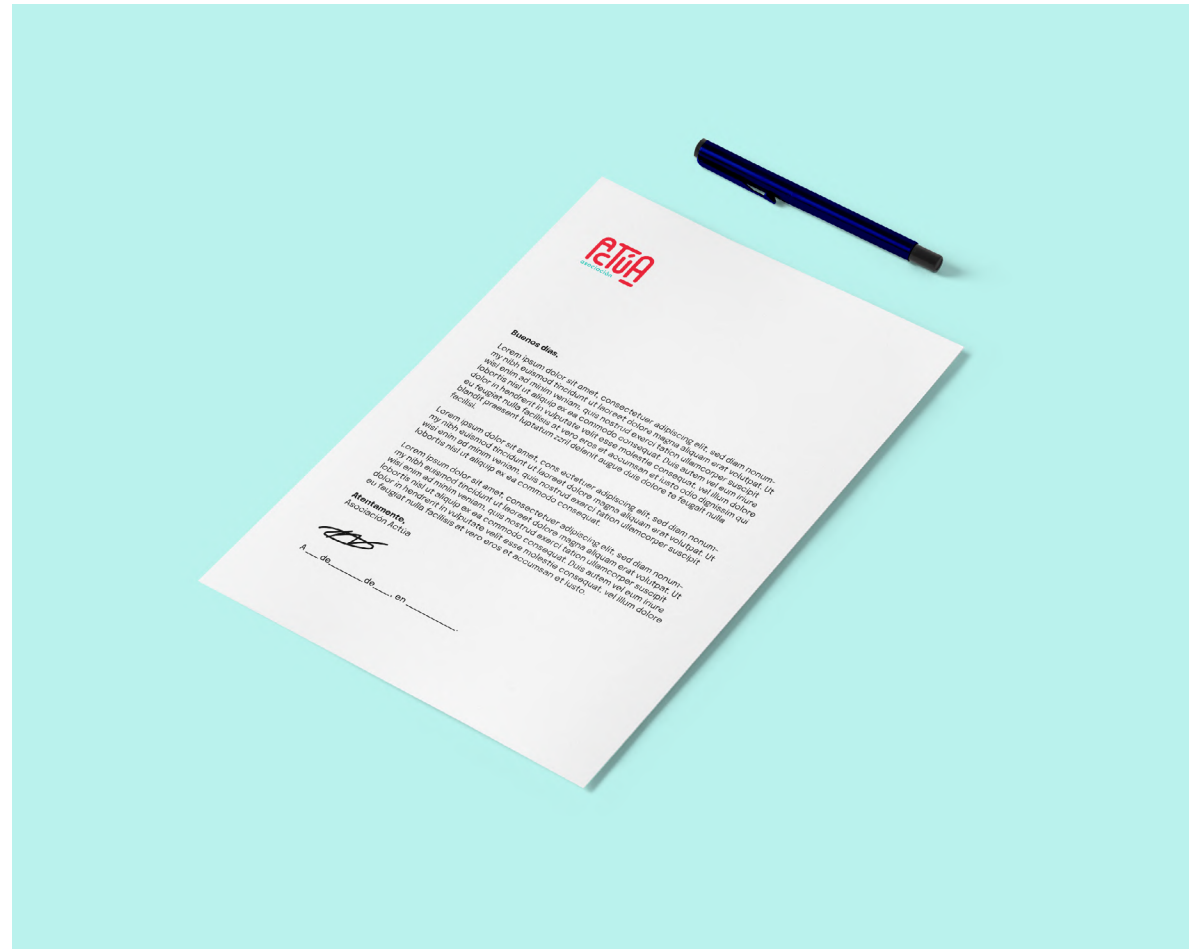 ACTÚA
asociación
Buenos días,
Lorem ipsum dolor sit amet, consectetuer adipiscing elit, sed diam nonum-
my nibh euismod tincidunt ut laoreet dolore magna aliquam erat volutpat. Ut
wisi enim ad minim veniam, quis nostrud exerci tation ullamcorper suscipit
lobortis nisl ut aliquip ex ea commodo consequat. Duis autem vel eum iriure
dolor in hendrerit in vulputate velit esse molestie consequat, vel illum dolore
eu feugiat nulla facilisis at vero eros et accumsan et iusto odio dignissim qui
blandit praesent luptatum zzril delenit augue duis dolore te feugait nulla
facilisi.
Lorem ipsum dolor sit amet, cons ectetuer adipiscing elit, sed diam nonum-
my nibh euismod tincidunt ut laoreet dolore magna aliquam erat volutpat. Ut
wisi enim ad minim veniam, quis nostrud exerci tation ullamcorper suscipit
lobortis nisl ut aliquip ex ea commodo consequat.
Lorem ipsum dolor sit amet, consectetuer adipiscing elit, sed diam nonum-
my nibh euismod tincidunt ut laoreet dolore magna aliquam erat volutpat. Ut
wisi enim ad minim veniam, quis nostrud exerci tation ullamcorper suscipit
lobortis nisl ut aliquip ex ea commodo consequat. Duis autem vel eum iriure
dolor in hendrerit in vulputate velit esse molestie consequat, vel illum dolore
eu feugiat nulla facilisis at vero eros et accumsan et iusto.
Atentamente,
Asociación Actúa
A___ de________de____, en ___________.